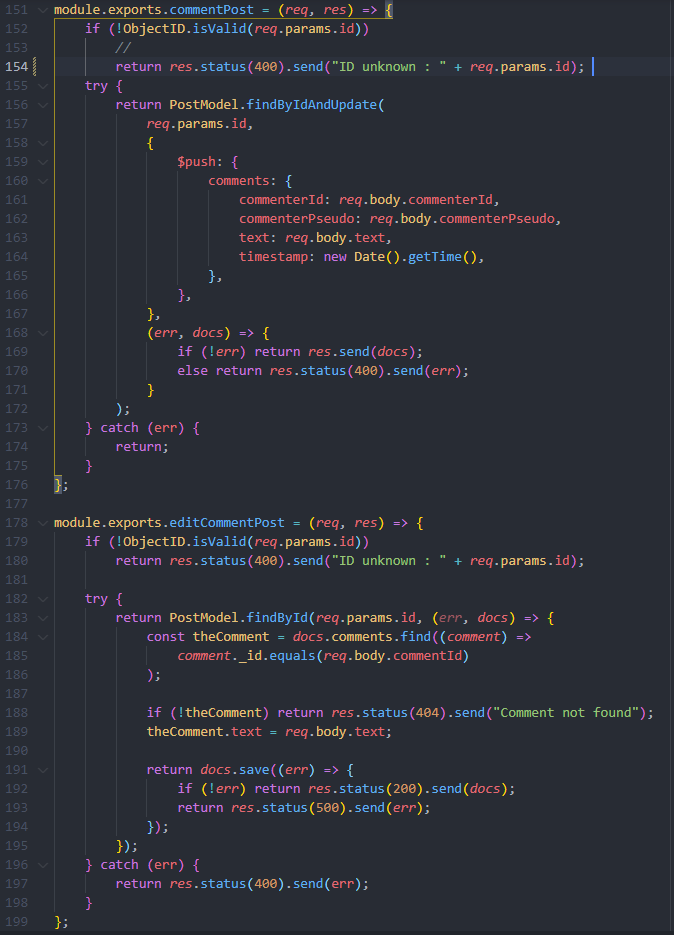 151 module.exports.commentPost = (req, res) => {
152     if (!ObjectID.isValid(req.params.id))
153         //
154         return res.status(400).send("ID unknown : " + req.params.id);
155     try {
156         return PostModel.findByIdAndUpdate(
157             req.params.id,
158             {
159                 $push: {
160                     comments: {
161                         commenterId: req.body.commenterId,
162                         commenterPseudo: req.body.commenterPseudo,
163                         text: req.body.text,
164                         timestamp: new Date().getTime(),
165                     },
166                 },
167             },
168             (err, docs) => {
169                 if (!err) return res.send(docs);
170                 else return res.status(400).send(err);
171             }
172         );
173     } catch (err) {
174         return;
175     }
176 };
177
178 module.exports.editCommentPost = (req, res) => {
179     if (!ObjectID.isValid(req.params.id))
180         return res.status(400).send("ID unknown : " + req.params.id);
181
182     try {
183         return PostModel.findById(req.params.id, (err, docs) => {
184             const theComment = docs.comments.find((comment) =>
185                 comment._id.equals(req.body.commentId)
186             );
187
188             if (!theComment) return res.status(404).send("Comment not found");
189             theComment.text = req.body.text;
190
191             return docs.save((err) => {
192                 if (!err) return res.status(200).send(docs);
193                 return res.status(500).send(err);
194             });
195         });
196     } catch (err) {
197         return res.status(400).send(err);
198     }
199 };